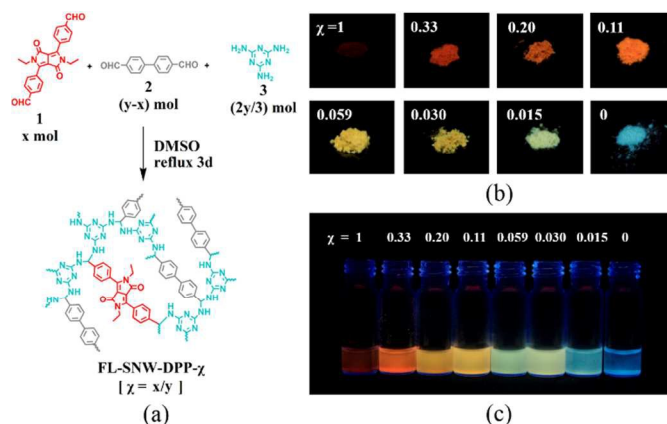 CHO
O
N
N
O
OHC
1
x mol
+
OHC
CHO
2
(y-x) mol
+
H₂N
N
NH₂
N
N
NH₂
3
(2y/3) mol
DMSO
reflux 3d
FL-SNW-DPP-χ
[ χ = x/y ]
(a)
χ =1
0.33
0.20
0.11
0.059
0.030
0.015
0
(b)
χ = 1
0.33
0.20
0.11
0.059
0.030
0.015
0
(c)